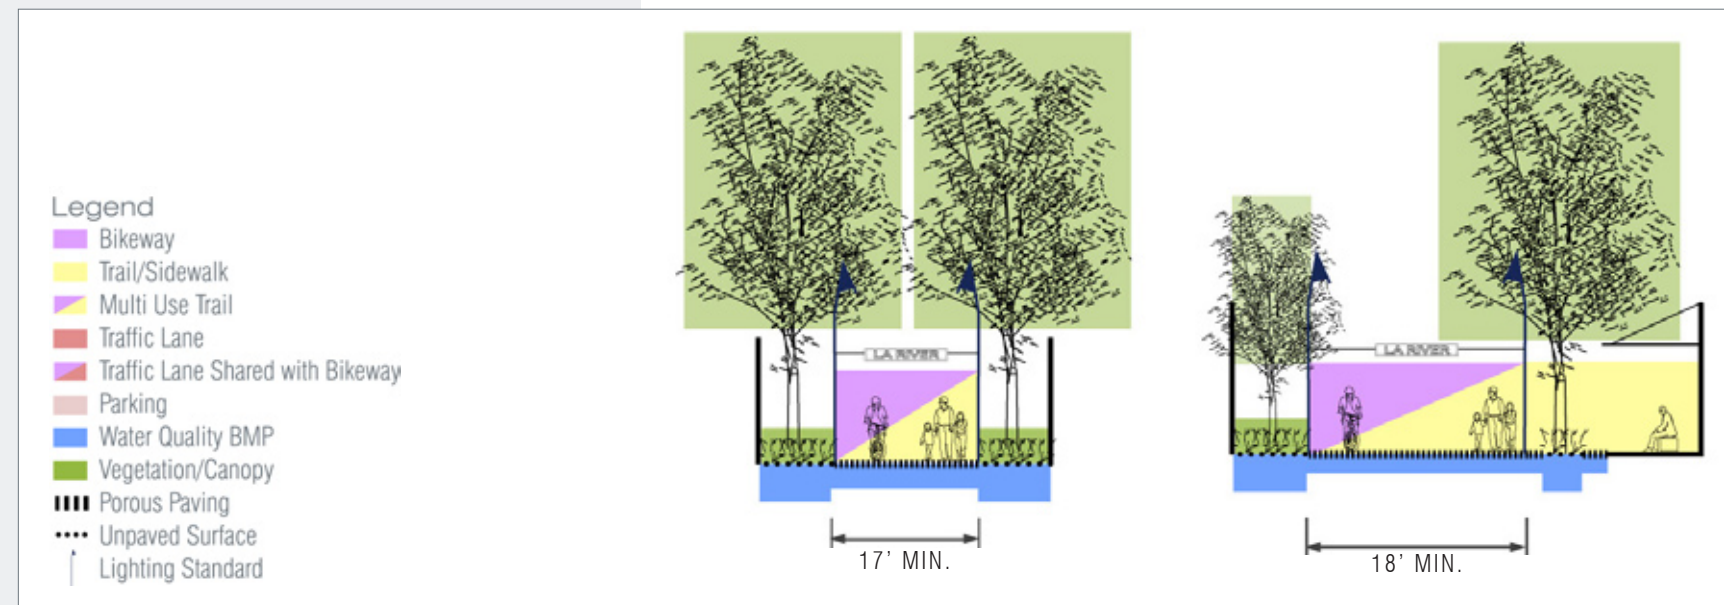 Legend
Bikeway
Trail/Sidewalk
Multi Use Trail
Traffic Lane
Traffic Lane Shared with Bikeway
Parking
Water Quality BMP
Vegetation/Canopy
Porous Paving
Unpaved Surface
Lighting Standard
LA RIVER
17' MIN.
LA RIVER
18' MIN.